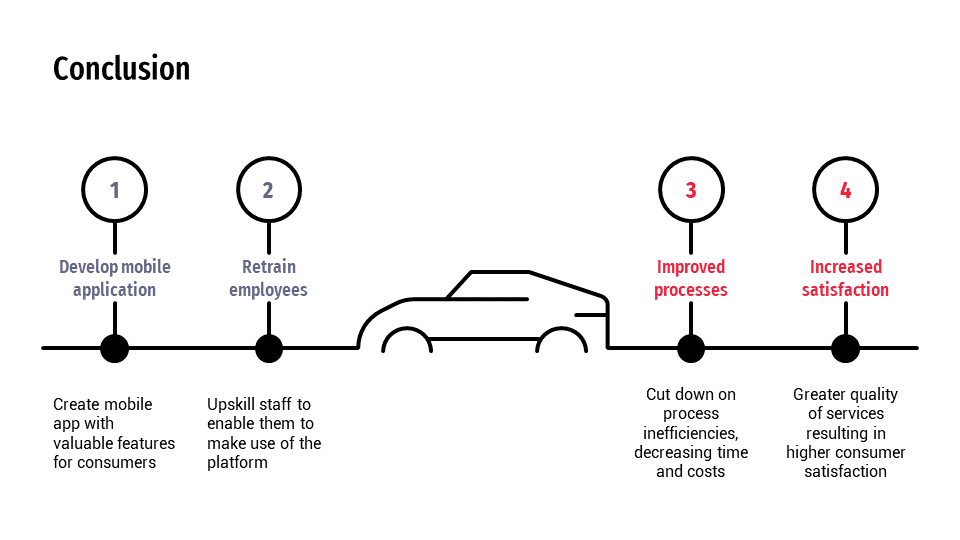 Conclusion
1
Develop mobile
application
Create mobile
app with
valuable features
for consumers
2
Retrain
employees
Upskill staff to
enable them to
make use of the
platform
3
Improved
processes
Cut down on
process
inefficiencies,
decreasing time
and costs
4
Increased
satisfaction
Greater quality
of services
resulting in
higher consumer
satisfaction